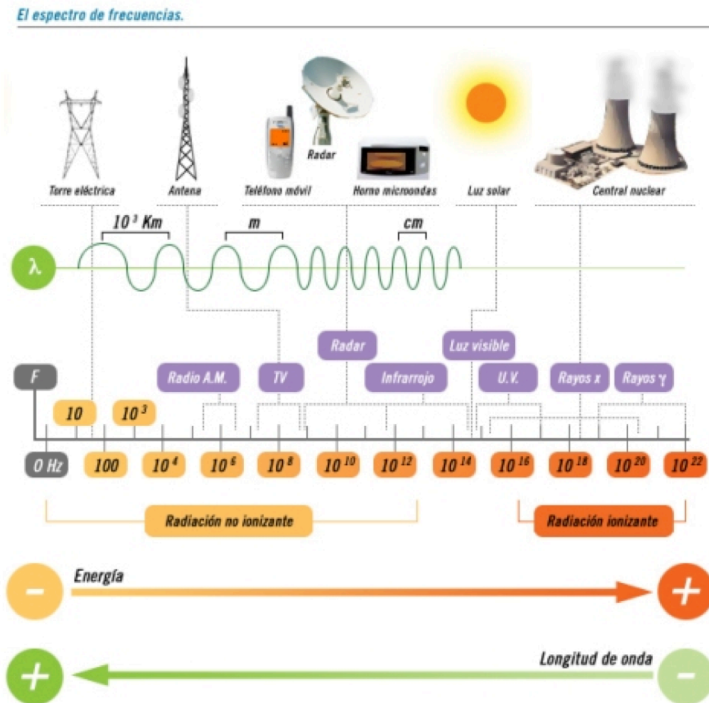 El espectro de frecuencias.
Radar
Torre eléctrica Antena Teléfono móvil Horno microondas Luz solar Central nuclear
10³ Km m cm
λ
Radar Luz visible
F Radio A.M. TV Infrarrojo U.V. Rayos x Rayos γ
10 10³
0 Hz 100 10⁴ 10⁶ 10⁸ 10¹⁰ 10¹² 10¹⁴ 10¹⁶ 10¹⁸ 10²⁰ 10²²
Radiación no ionizante Radiación ionizante
Energía
− +
Longitud de onda
+ −